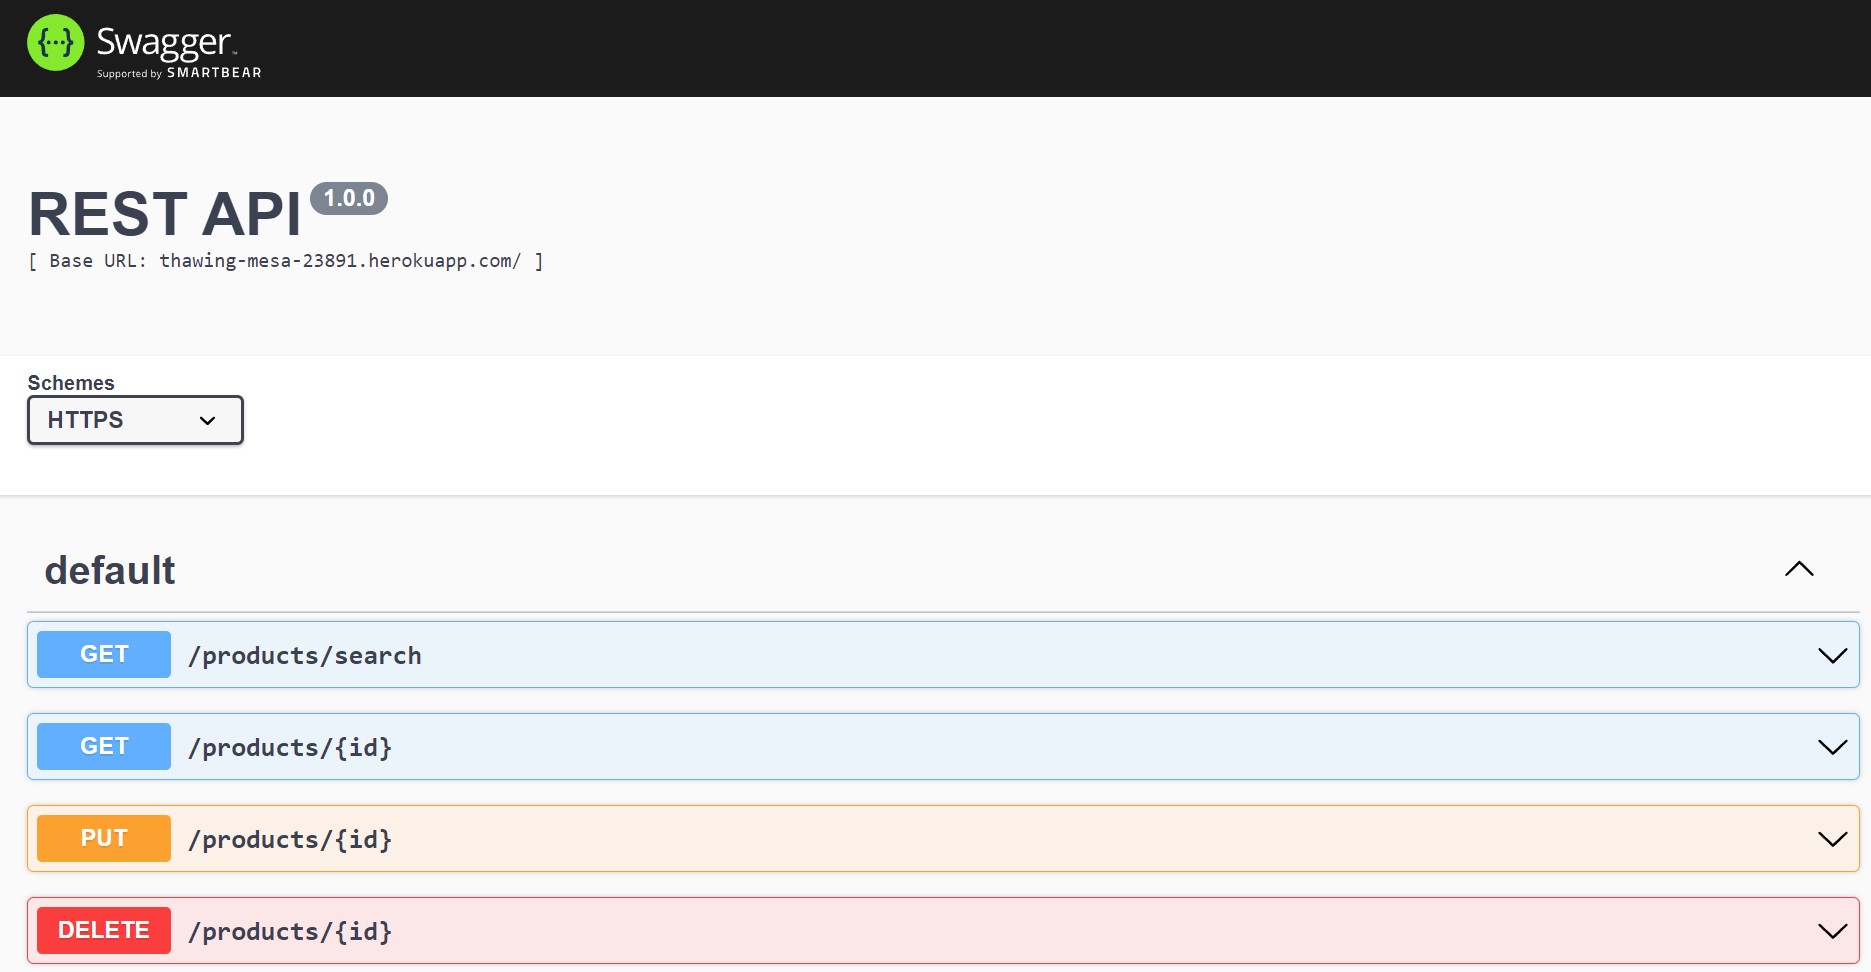 {···} Swagger™
Supported by SMARTBEAR
REST API 1.0.0
[ Base URL: thawing-mesa-23891.herokuapp.com/ ]
Schemes
HTTPS
default
GET /products/search
GET /products/{id}
PUT /products/{id}
DELETE /products/{id}